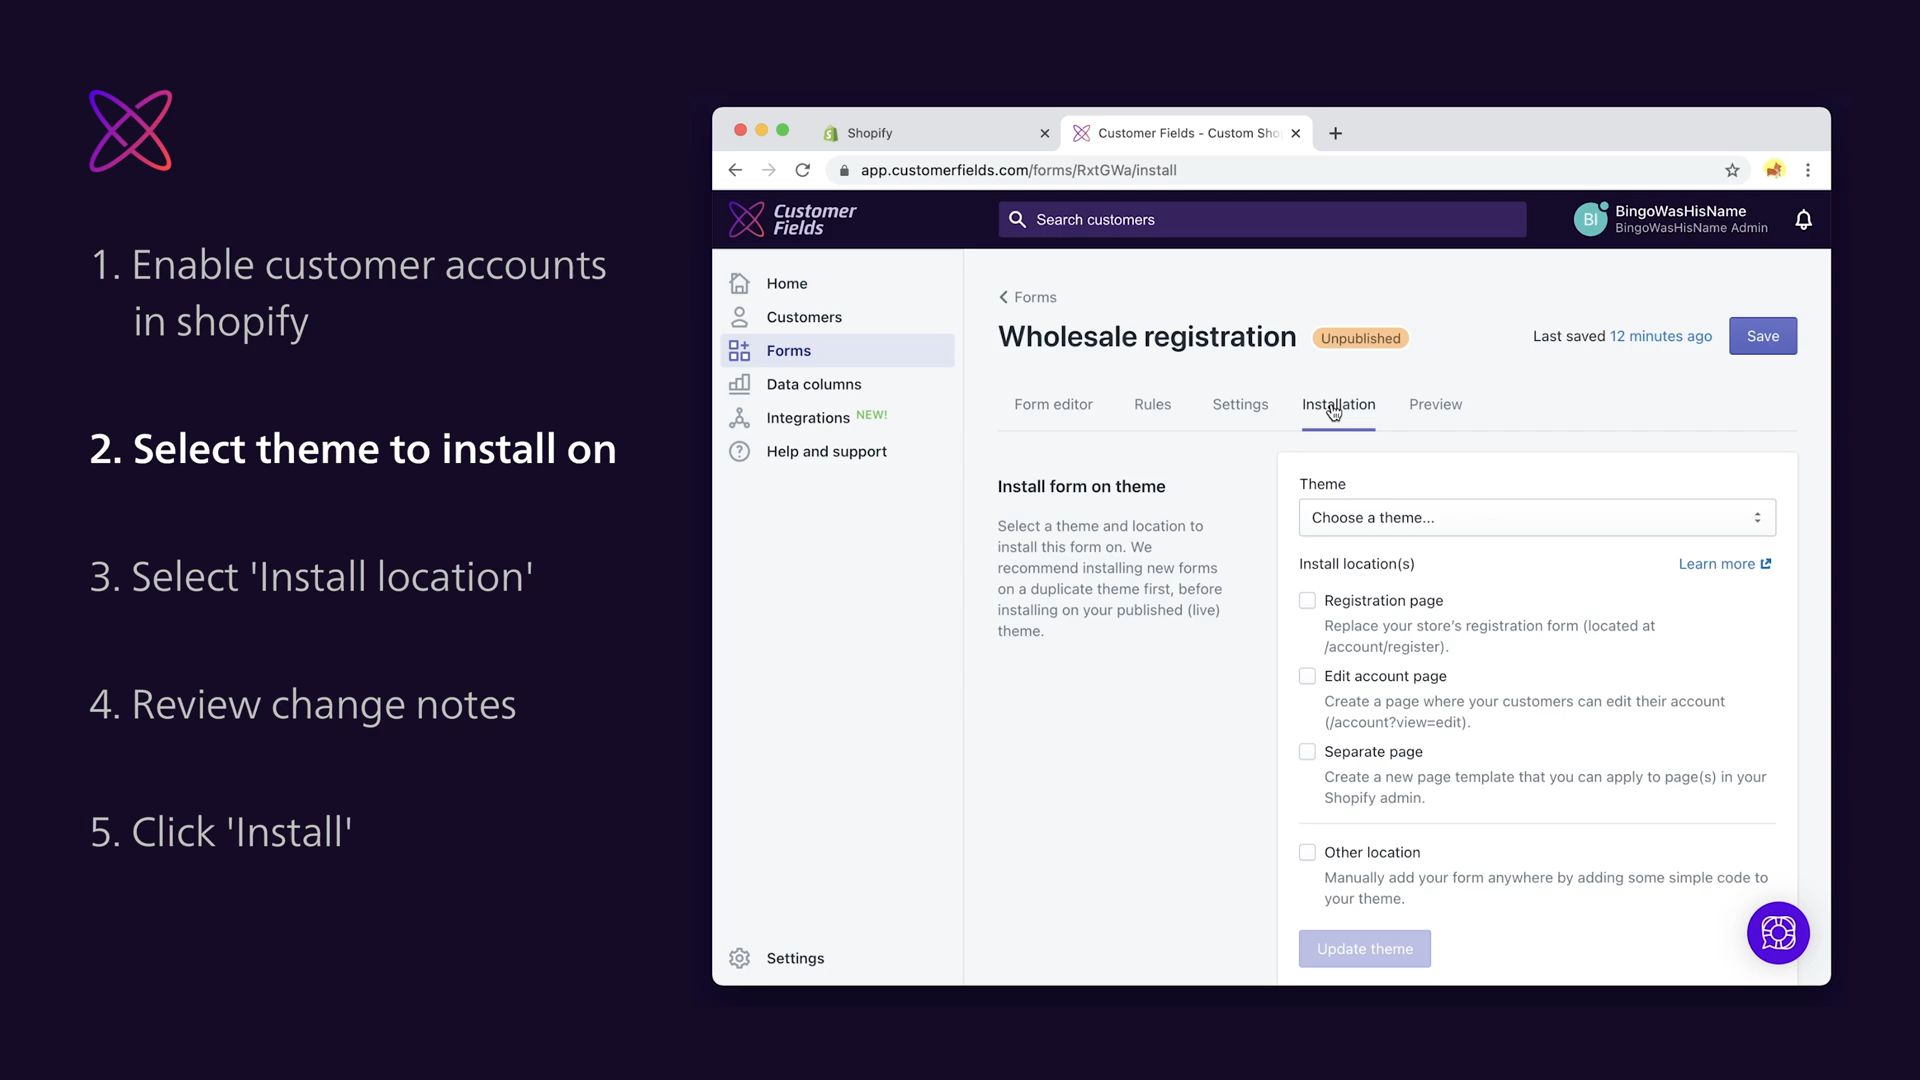 1. Enable customer accounts
in shopify
2. Select theme to install on
3. Select 'Install location'
4. Review change notes
5. Click 'Install'
Shopify
Customer Fields - Custom Sho
app.customerfields.com/forms/RxtGWa/install
Customer
Fields
Search customers
BI
BingoWasHisName
BingoWasHisName Admin
Home
Customers
Forms
Data columns
Integrations NEW!
Help and support
Settings
Forms
Wholesale registration Unpublished
Last saved 12 minutes ago Save
Form editor Rules Settings Installation Preview
Install form on theme
Select a theme and location to
install this form on. We
recommend installing new forms
on a duplicate theme first, before
installing on your published (live)
theme.
Theme
Choose a theme...
Install location(s) Learn more
Registration page
Replace your store's registration form (located at
/account/register).
Edit account page
Create a page where your customers can edit their account
(/account?view=edit).
Separate page
Create a new page template that you can apply to page(s) in your
Shopify admin.
Other location
Manually add your form anywhere by adding some simple code to
your theme.
Update theme